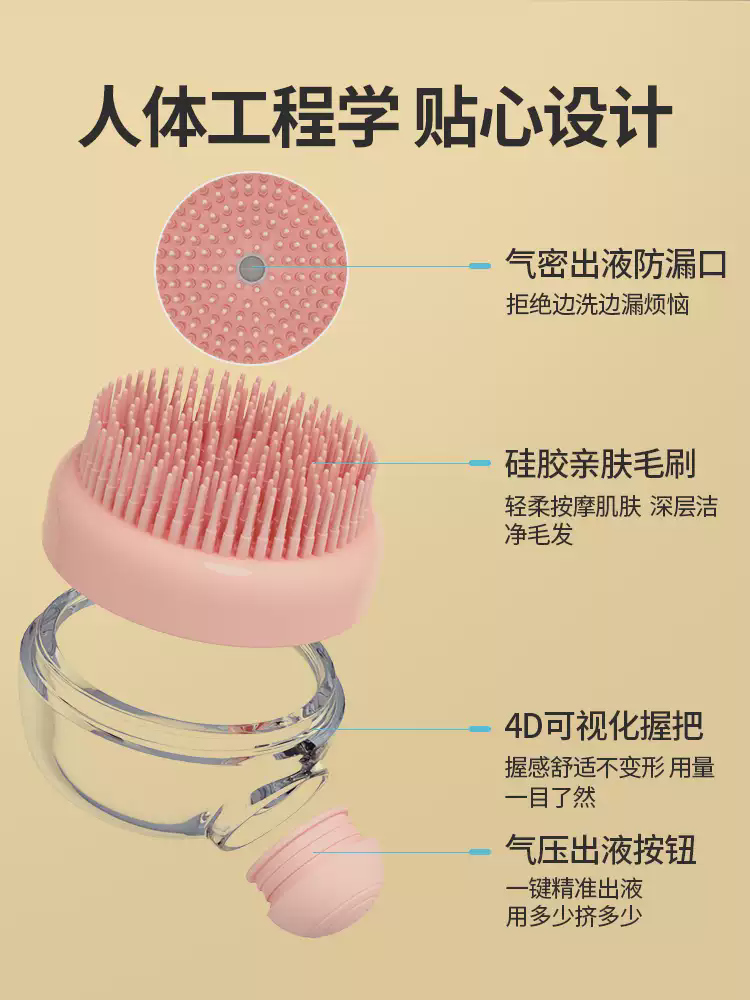 人体工程学 贴心设计
气密出液防漏口
拒绝边洗边漏烦恼
硅胶亲肤毛刷
轻柔按摩肌肤 深层洁
净毛发
4D可视化握把
握感舒适不变形 用量
一目了然
气压出液按钮
一键精准出液
用多少挤多少